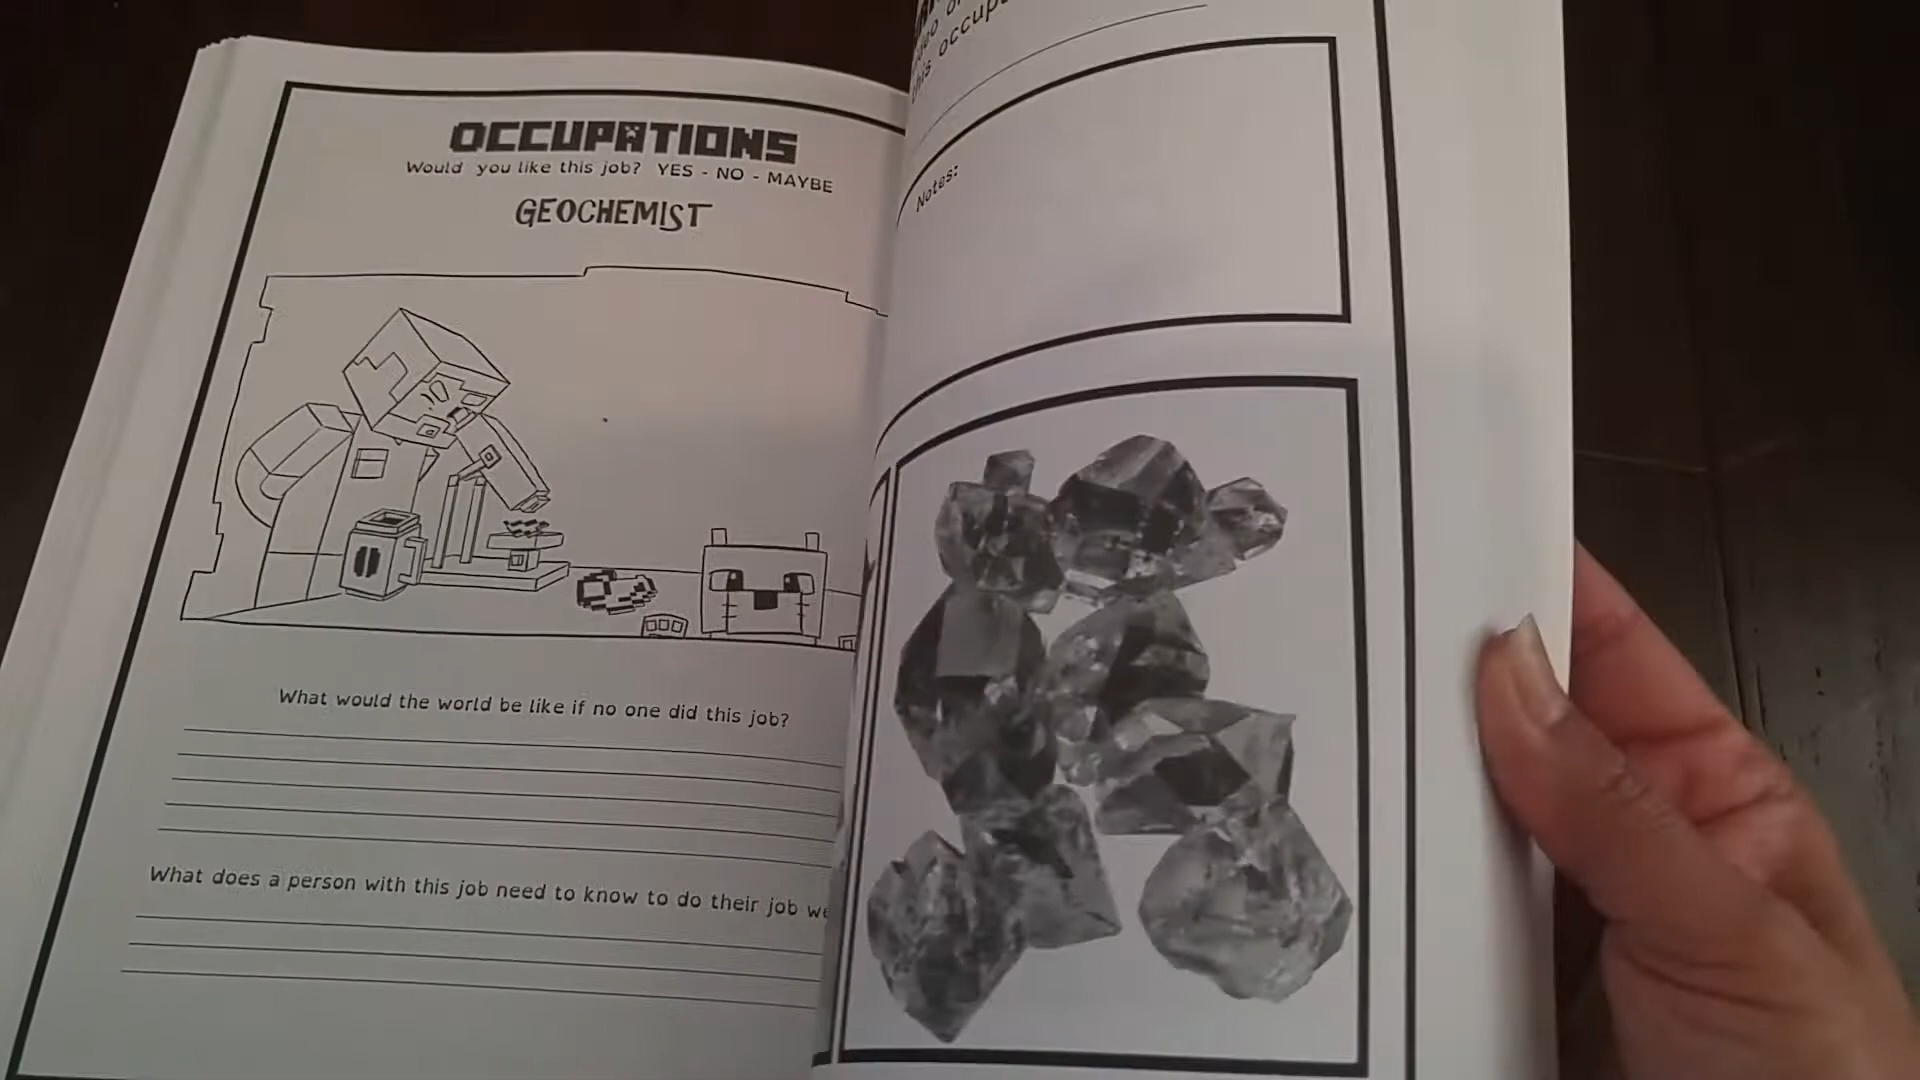 OCCUPATIONS
Would you like this job? YES - NO - MAYBE
GEOCHEMIST
What would the world be like if no one did this job?
What does a person with this job need to know to do their job
this
Notes: